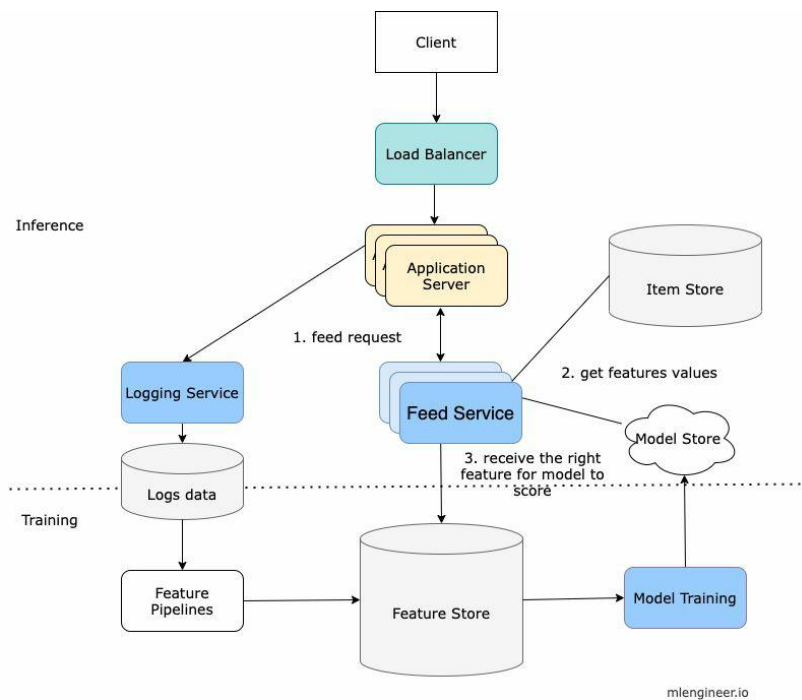 Client
Load Balancer
Inference
Application
Server
Item Store
1. feed request
2. get features values
Logging Service
Feed Service
Model Store
3. receive the right
feature for model to
score
Logs data
Training
Feature
Pipelines
Feature Store
Model Training
mlengineer.io